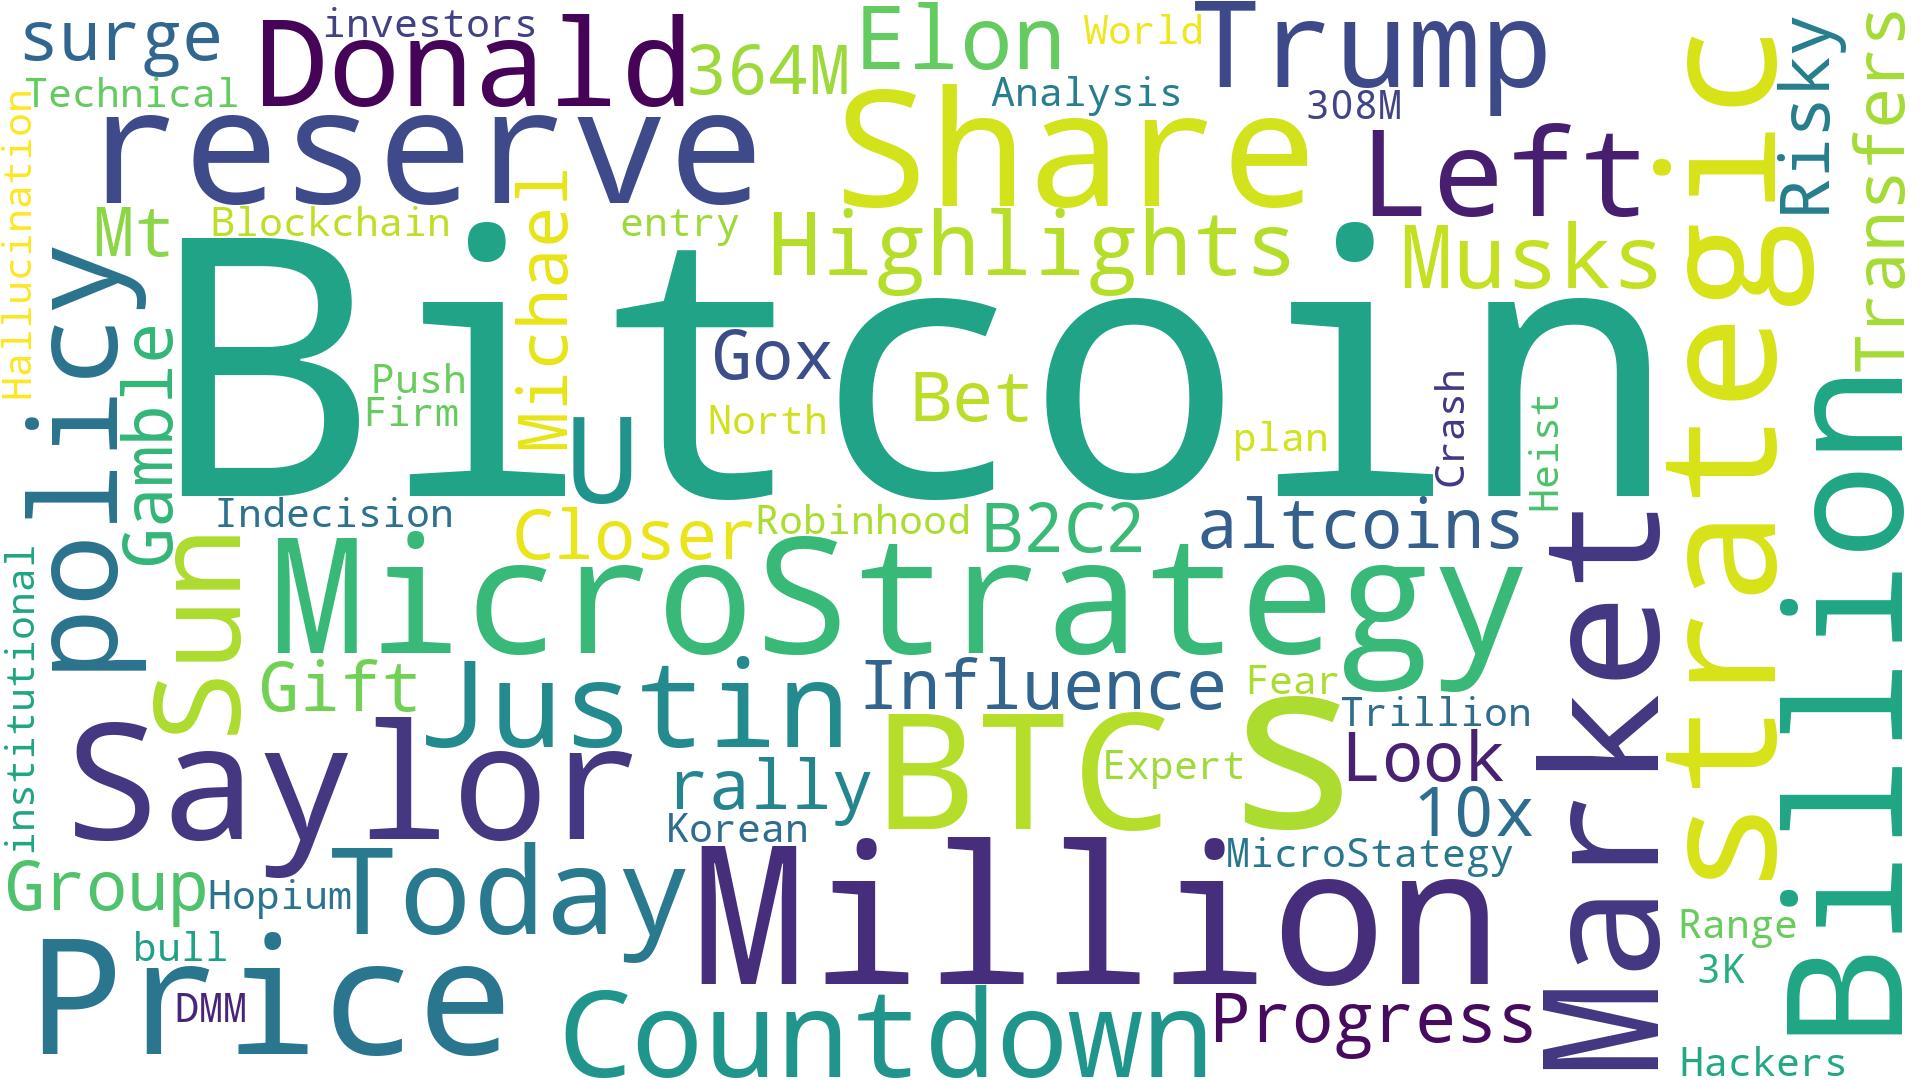 surge
investors
Donald
364M
Elon
World
Trump
Risky
Transfers
Technical
Analysis
308M
Hallucination
reserve
Share
Left
strategic
Mt
Blockchain
Michael
entry
Highlights
Musks
policy
Bitcoin
Gamble
Push
Firm
U
Gox
North
Bet
plan
Crash
Heist
Billion
Indecision
Closer
Robinhood
B2C2
altcoins
Market
sun
MicroStrategy
institutional
Gift
Justin
Influence
Fear
Trillion
Saylor
rally
BTC
Expert
S
Look
Korean
10x
Group
Hopium
Today
Million
MicroStategy
Range
3K
bull
Price
DMM
Countdown
Progress
Hackers